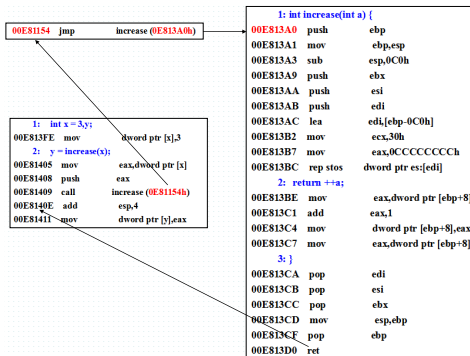 00E81154 jmp increase (0E813A0h)
1: int x = 3,y;
00E813FE mov dword ptr [x],3
2: y = increase(x);
00E81405 mov eax,dword ptr [x]
00E81408 push eax
00E81409 call increase (0E81154h)
00E8140E add esp,4
00E81411 mov dword ptr [y],eax
1: int increase(int a) {
00E813A0 push ebp
00E813A1 mov ebp,esp
00E813A3 sub esp,0C0h
00E813A9 push ebx
00E813AA push esi
00E813AB push edi
00E813AC lea edi,[ebp-0C0h]
00E813B2 mov ecx,30h
00E813B7 mov eax,0CCCCCCCCh
00E813BC rep stos dword ptr es:[edi]
2: return ++a;
00E813BE mov eax,dword ptr [ebp+8]
00E813C1 add eax,1
00E813C4 mov dword ptr [ebp+8],eax
00E813C7 mov eax,dword ptr [ebp+8]
3: }
00E813CA pop edi
00E813CB pop esi
00E813CC pop ebx
00E813CD mov esp,ebp
00E813CF pop ebp
00E813D0 ret